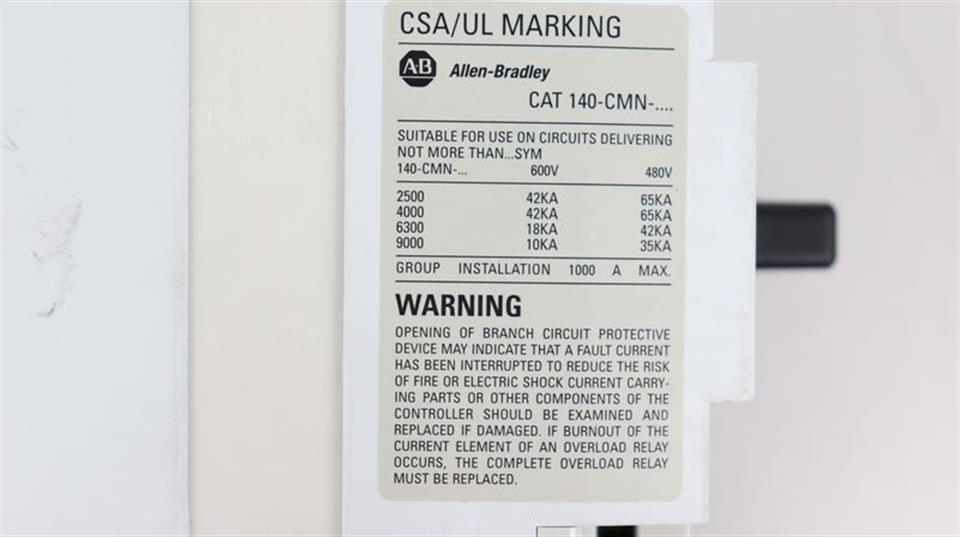 CSA/UL MARKING
A-B Allen-Bradley
CAT 140-CMN-....
SUITABLE FOR USE ON CIRCUITS DELIVERING
NOT MORE THAN...SYM
140-CMN-... 600V 480V
2500 42KA 65KA
4000 42KA 65KA
6300 18KA 42KA
9000 10KA 35KA
GROUP INSTALLATION 1000 A MAX.
WARNING
OPENING OF BRANCH CIRCUIT PROTECTIVE
DEVICE MAY INDICATE THAT A FAULT CURRENT
HAS BEEN INTERRUPTED TO REDUCE THE RISK
OF FIRE OR ELECTRIC SHOCK CURRENT CARRY-
ING PARTS OR OTHER COMPONENTS OF THE
CONTROLLER SHOULD BE EXAMINED AND
REPLACED IF DAMAGED. IF BURNOUT OF THE
CURRENT ELEMENT OF AN OVERLOAD RELAY
OCCURS, THE COMPLETE OVERLOAD RELAY
MUST BE REPLACED.